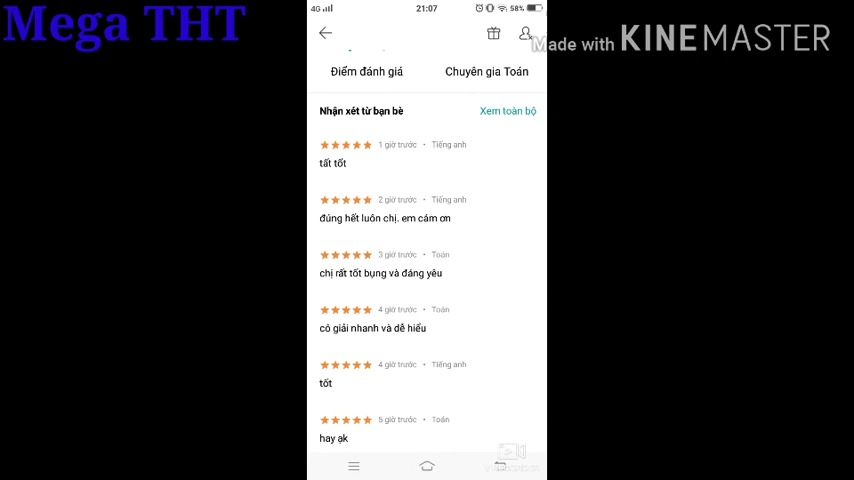 Mega THT
4G
21:07
58%
Made with KINEMASTER
Điểm đánh giá
Chuyên gia Toán
Nhận xét từ bạn bè
Xem toàn bộ
1 giờ trước • Tiếng anh
tất tốt
2 giờ trước • Tiếng anh
đúng hết luôn chị. em cảm ơn
3 giờ trước • Toán
chị rất tốt bụng và đáng yêu
4 giờ trước • Toán
cô giải nhanh và dễ hiểu
4 giờ trước • Tiếng anh
tốt
5 giờ trước • Toán
hay ạk